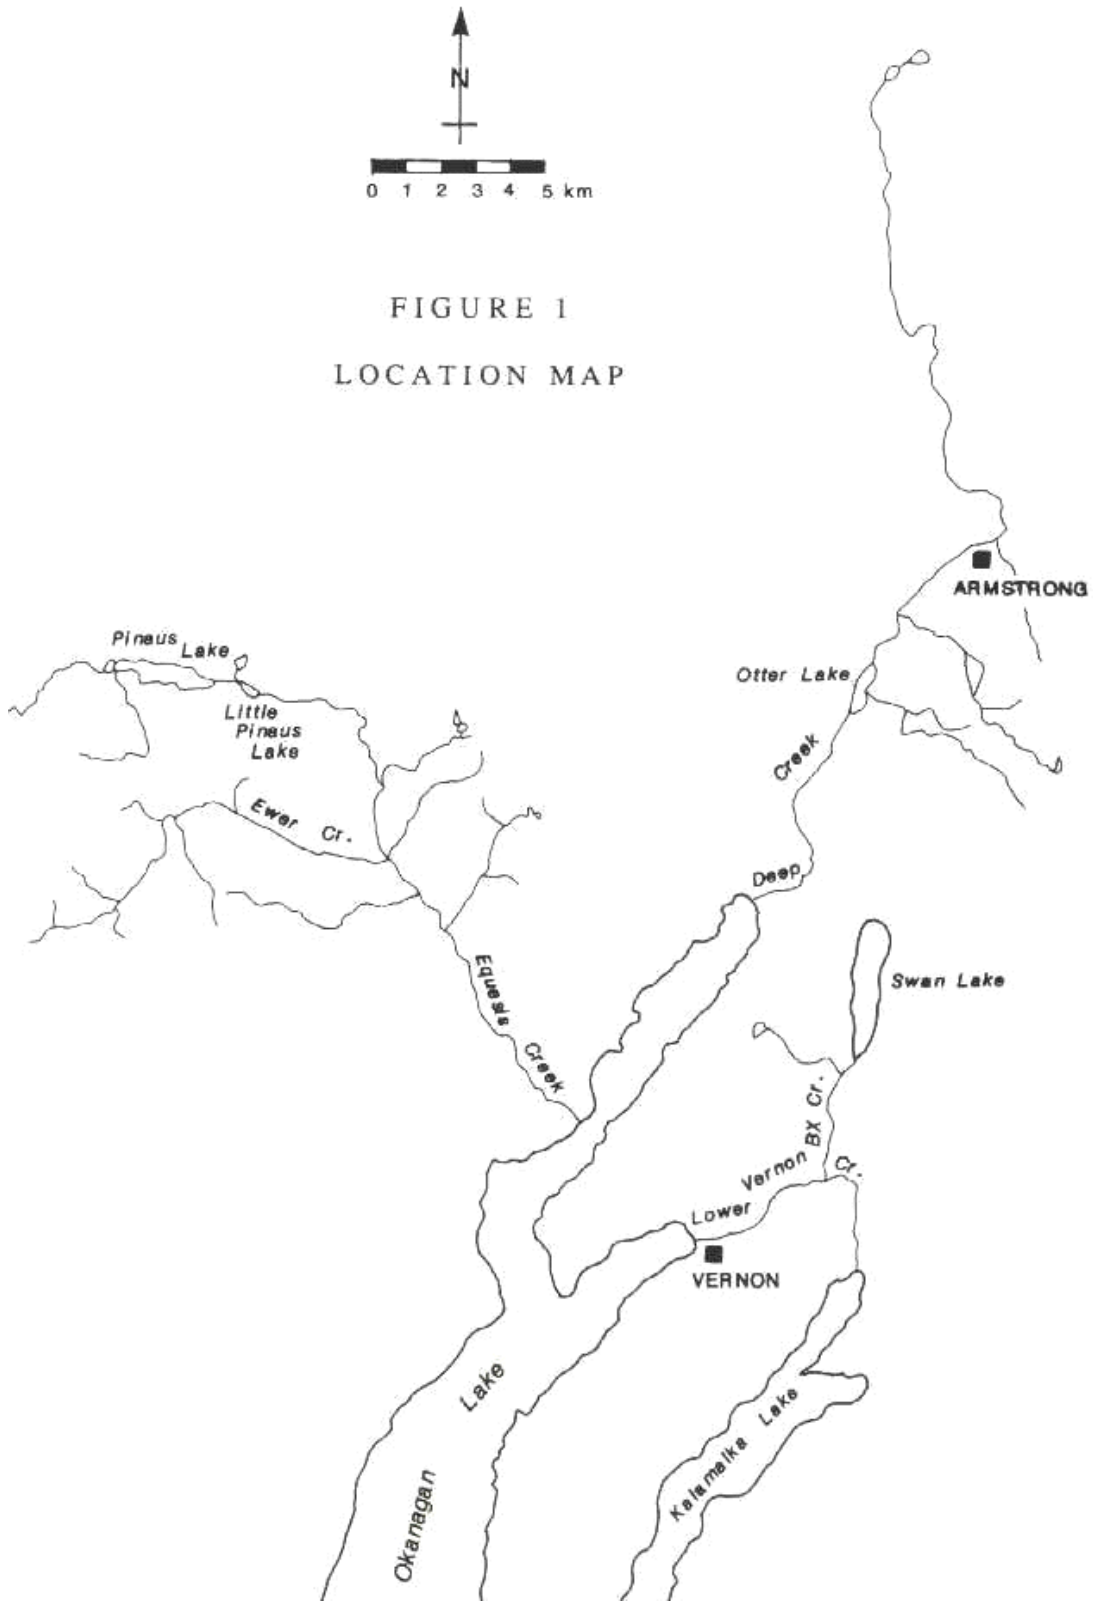 N
0 1 2 3 4 5 km
FIGURE 1
LOCATION MAP
ARMSTRONG
Pinaus Lake
Otter Lake
Little
Pinaus
Lake
Creek
Ewer Cr.
Deep
Equesis Creek
Swan Lake
BX Cr.
Lower Vernon Cr.
VERNON
Okanagan Lake
Kalamalka Lake